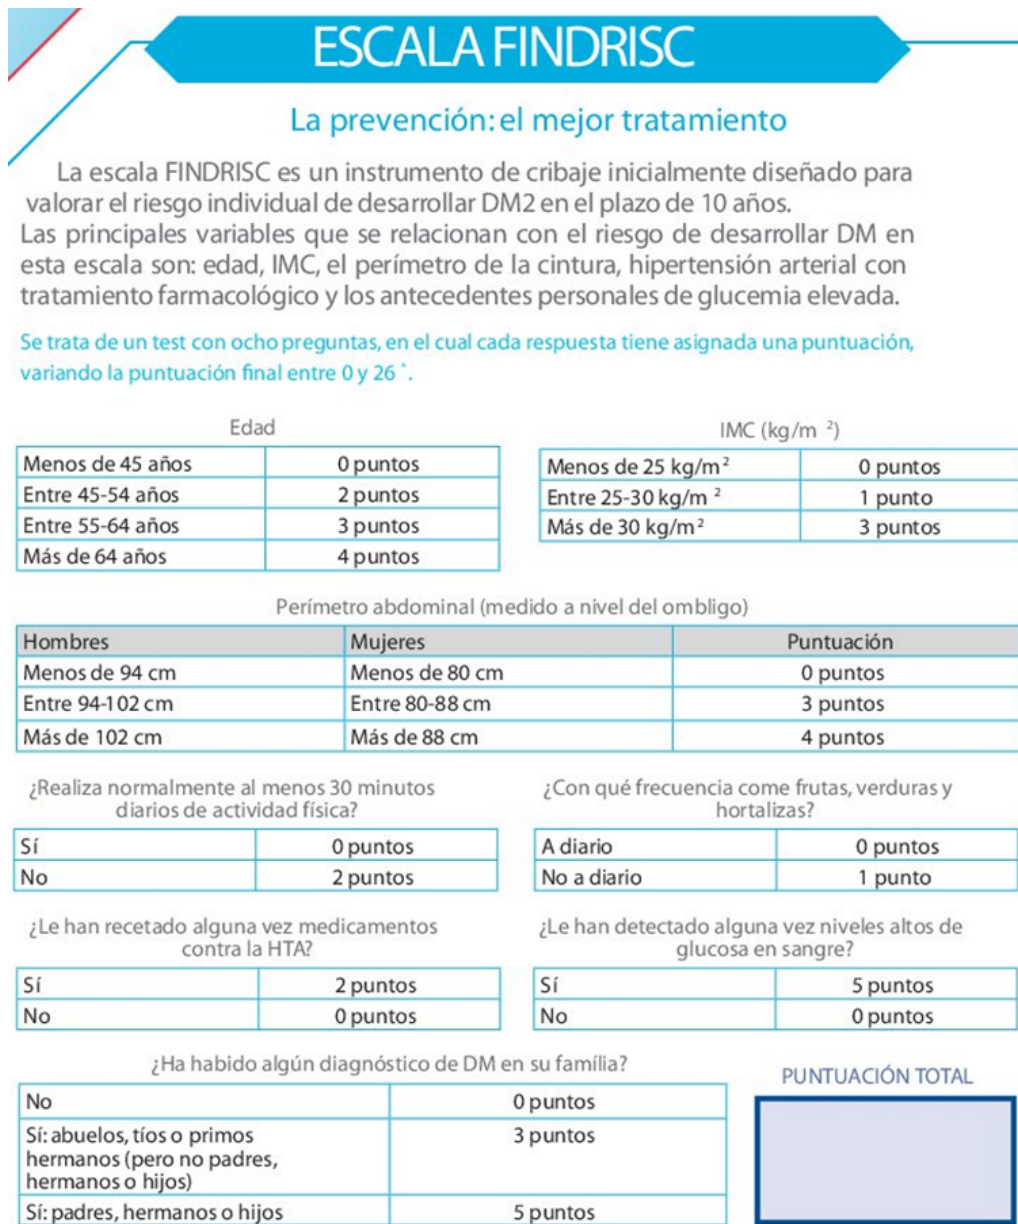 ESCALA FINDRISC
La prevención: el mejor tratamiento
La escala FINDRISC es un instrumento de cribaje inicialmente diseñado para
valorar el riesgo individual de desarrollar DM2 en el plazo de 10 años.
Las principales variables que se relacionan con el riesgo de desarrollar DM en
esta escala son: edad, IMC, el perímetro de la cintura, hipertensión arterial con
tratamiento farmacológico y los antecedentes personales de glucemia elevada.
Se trata de un test con ocho preguntas, en el cual cada respuesta tiene asignada una puntuación,
variando la puntuación final entre 0 y 26 *.
Edad
Menos de 45 años 0 puntos
Entre 45-54 años 2 puntos
Entre 55-64 años 3 puntos
Más de 64 años 4 puntos
IMC (kg/m ²)
Menos de 25 kg/m² 0 puntos
Entre 25-30 kg/m ² 1 punto
Más de 30 kg/m² 3 puntos
Perímetro abdominal (medido a nivel del ombligo)
Hombres Mujeres Puntuación
Menos de 94 cm Menos de 80 cm 0 puntos
Entre 94-102 cm Entre 80-88 cm 3 puntos
Más de 102 cm Más de 88 cm 4 puntos
¿Realiza normalmente al menos 30 minutos
diarios de actividad física?
Sí 0 puntos
No 2 puntos
¿Con qué frecuencia come frutas, verduras y
hortalizas?
A diario 0 puntos
No a diario 1 punto
¿Le han recetado alguna vez medicamentos
contra la HTA?
Sí 2 puntos
No 0 puntos
¿Le han detectado alguna vez niveles altos de
glucosa en sangre?
Sí 5 puntos
No 0 puntos
¿Ha habido algún diagnóstico de DM en su família?
No 0 puntos
Sí: abuelos, tíos o primos 3 puntos
hermanos (pero no padres,
hermanos o hijos)
Sí: padres, hermanos o hijos 5 puntos
PUNTUACIÓN TOTAL